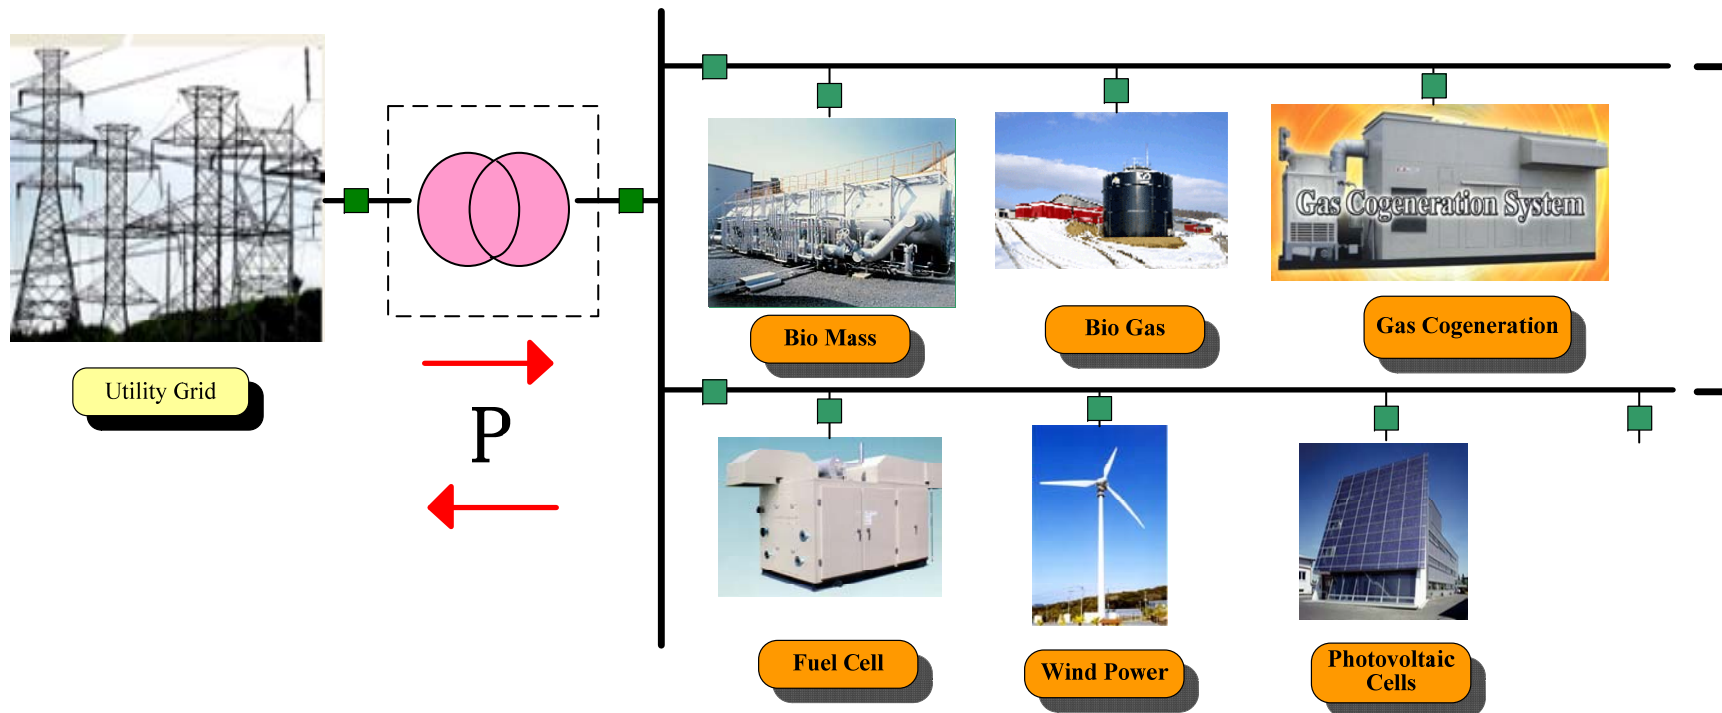 Gas Cogeneration System
Bio Mass
Bio Gas
Gas Cogeneration
Utility Grid
P
Fuel Cell
Wind Power
Photovoltaic
Cells